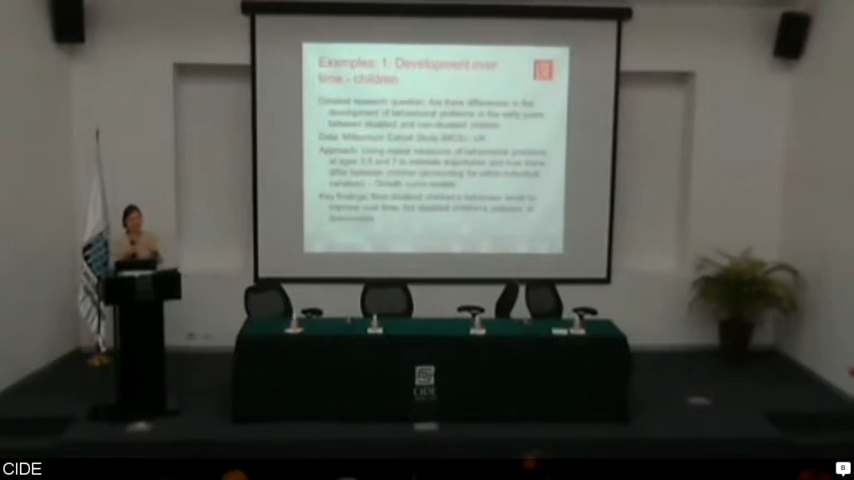 Examples: 1: Development over
time - children
Detailed research question: Are there differences in the
development of behavioural problems in the early years
between disabled and non-disabled children
Data: Millennium Cohort Study (MCS) - UK
Approach: Using repeat measures of behavioural problems
at ages 3,5 and 7 to estimate trajectories and how these
differ between children (accounting for within individual
variation) - Growth curve models
Key findings: Non-disabled children's behaviour tends to
improve over time, but disabled children's
CIDE
CIDE
B